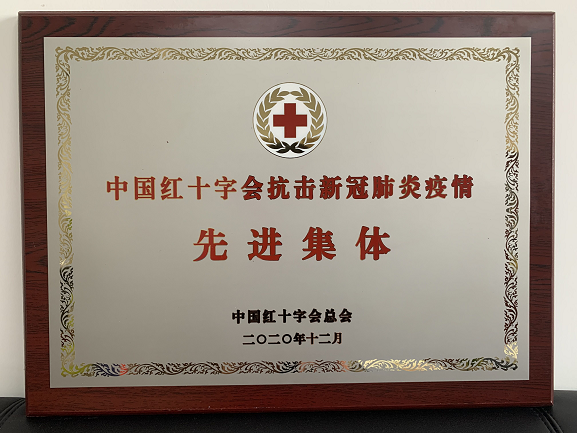 中国红十字会抗击新冠肺炎疫情
先进集体
中国红十字会总会
二〇二〇年十二月